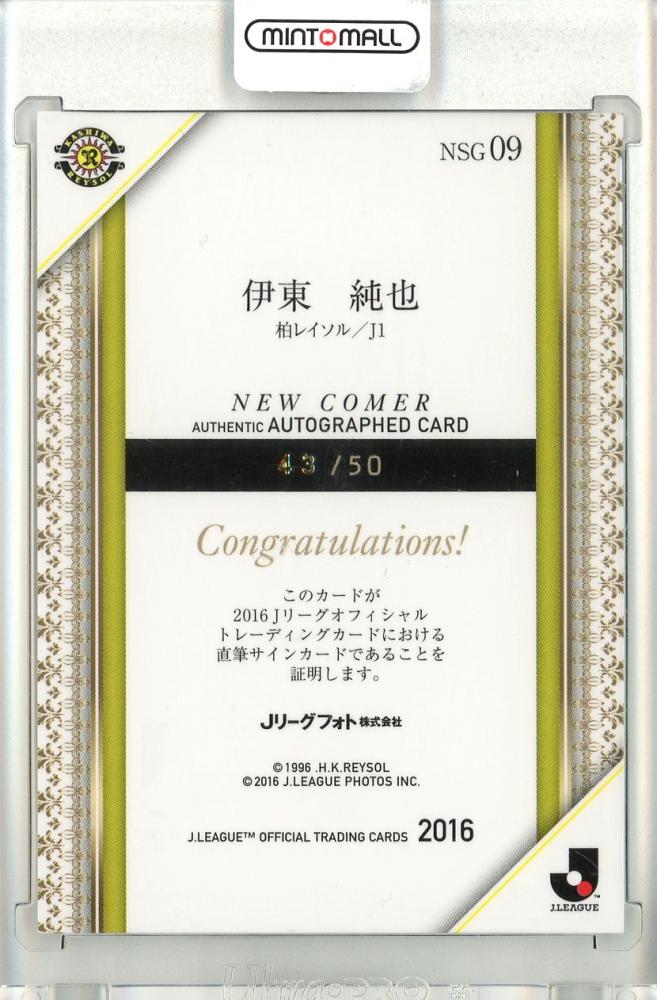 MINTMALL
KASHIWA
R
REYSOL
NSG 09
伊東 純也
柏レイソル／J1
NEW COMER
AUTHENTIC AUTOGRAPHED CARD
43 /50
Congratulations!
このカードが
2016 Jリーグオフィシャル
トレーディングカードにおける
直筆サインカードであることを
証明します。
Jリーグフォト株式会社
©1996 .H.K.REYSOL
©2016 J.LEAGUE PHOTOS INC.
J.LEAGUE™ OFFICIAL TRADING CARDS 2016
J.LEAGUE™
Ultra PRO